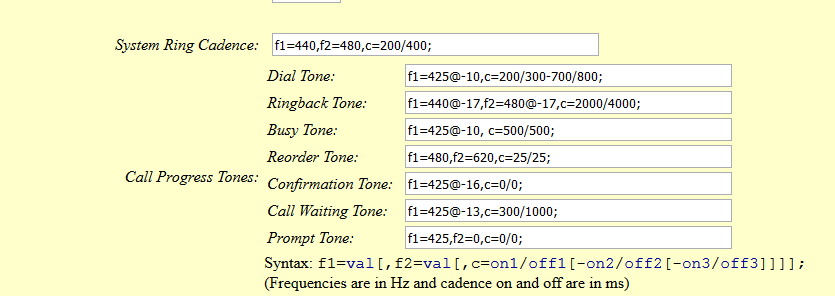 System Ring Cadence: f1=440,f2=480,c=200/400;
Dial Tone: f1=425@-10,c=200/300-700/800;
Ringback Tone: f1=440@-17,f2=480@-17,c=2000/4000;
Busy Tone: f1=425@-10, c=500/500;
Reorder Tone: f1=480,f2=620,c=25/25;
Call Progress Tones: Confirmation Tone: f1=425@-16,c=0/0;
Call Waiting Tone: f1=425@-13,c=300/1000;
Prompt Tone: f1=425,f2=0,c=0/0;
Syntax: f1=val[,f2=val[,c=on1/off1[-on2/off2[-on3/off3]]]];
(Frequencies are in Hz and cadence on and off are in ms)